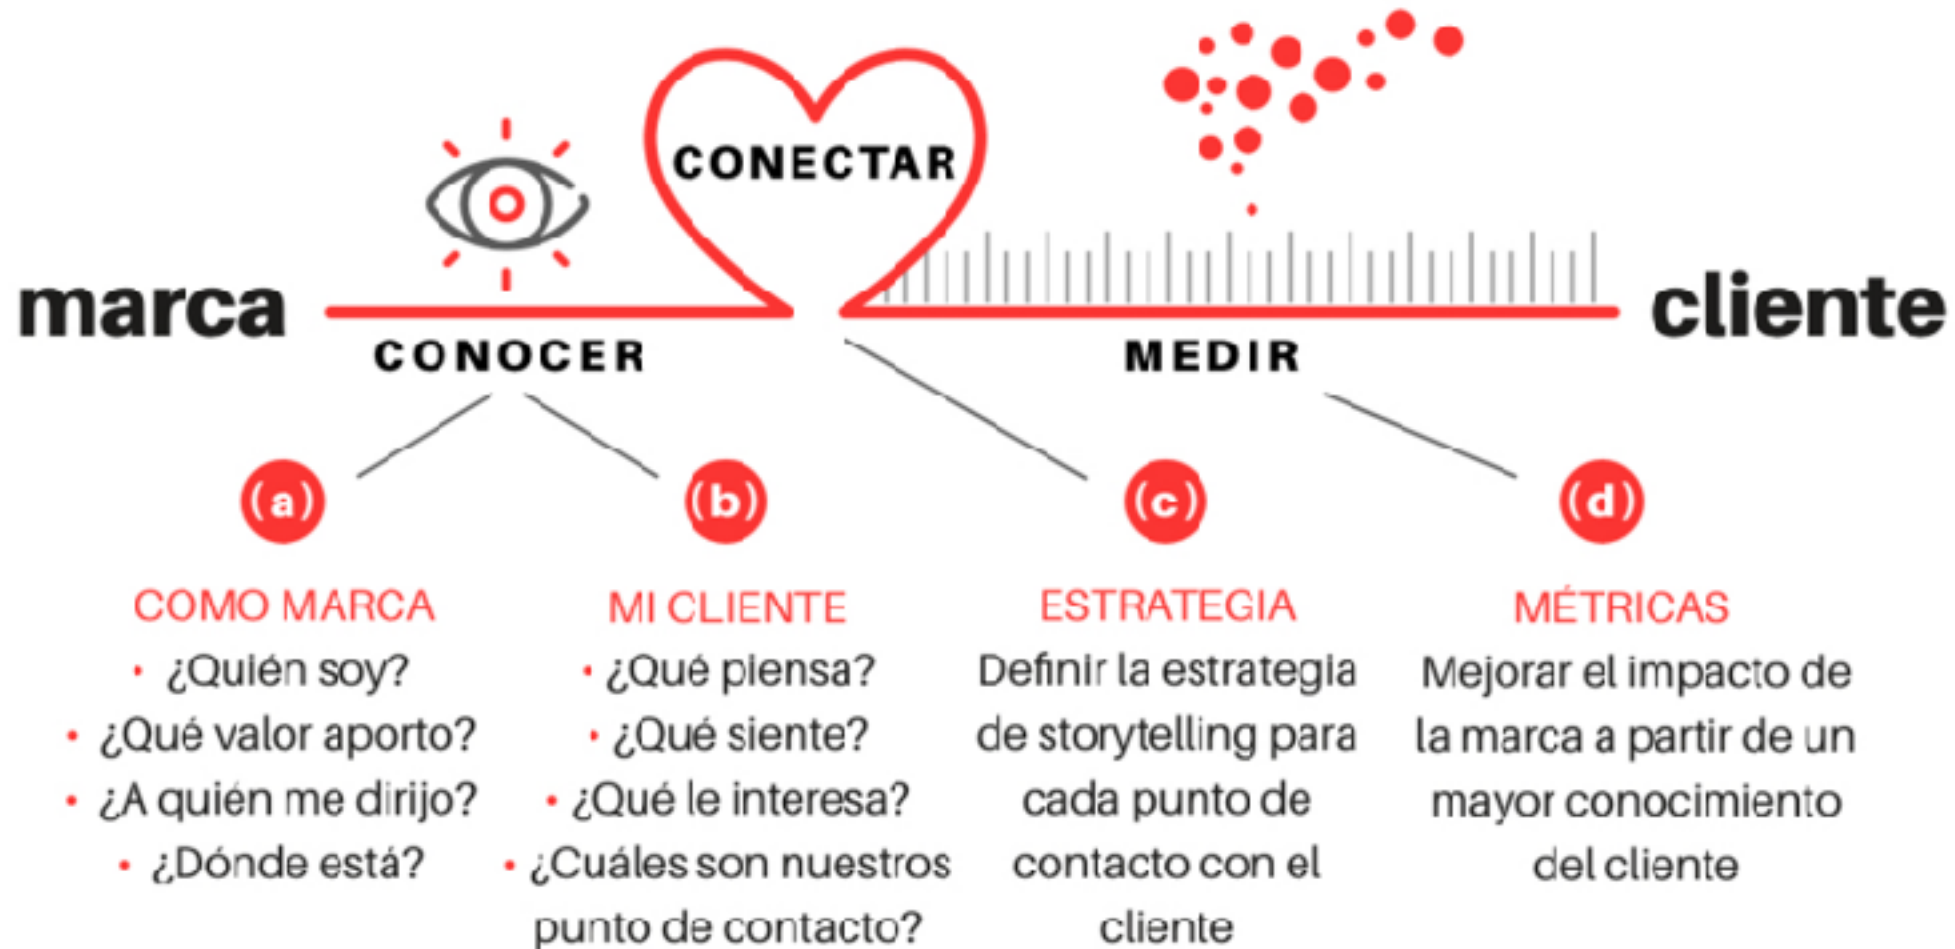 CONECTAR
marca
cliente
CONOCER
MEDIR
(a)
COMO MARCA
• ¿Quién soy?
• ¿Qué valor aporto?
• ¿A quién me dirijo?
• ¿Dónde está?
(b)
MI CLIENTE
• ¿Qué piensa?
• ¿Qué siente?
• ¿Qué le interesa?
• ¿Cuáles son nuestros
punto de contacto?
(c)
ESTRATEGIA
Definir la estrategia
de storytelling para
cada punto de
contacto con el
cliente
(d)
MÉTRICAS
Mejorar el impacto de
la marca a partir de un
mayor conocimiento
del cliente